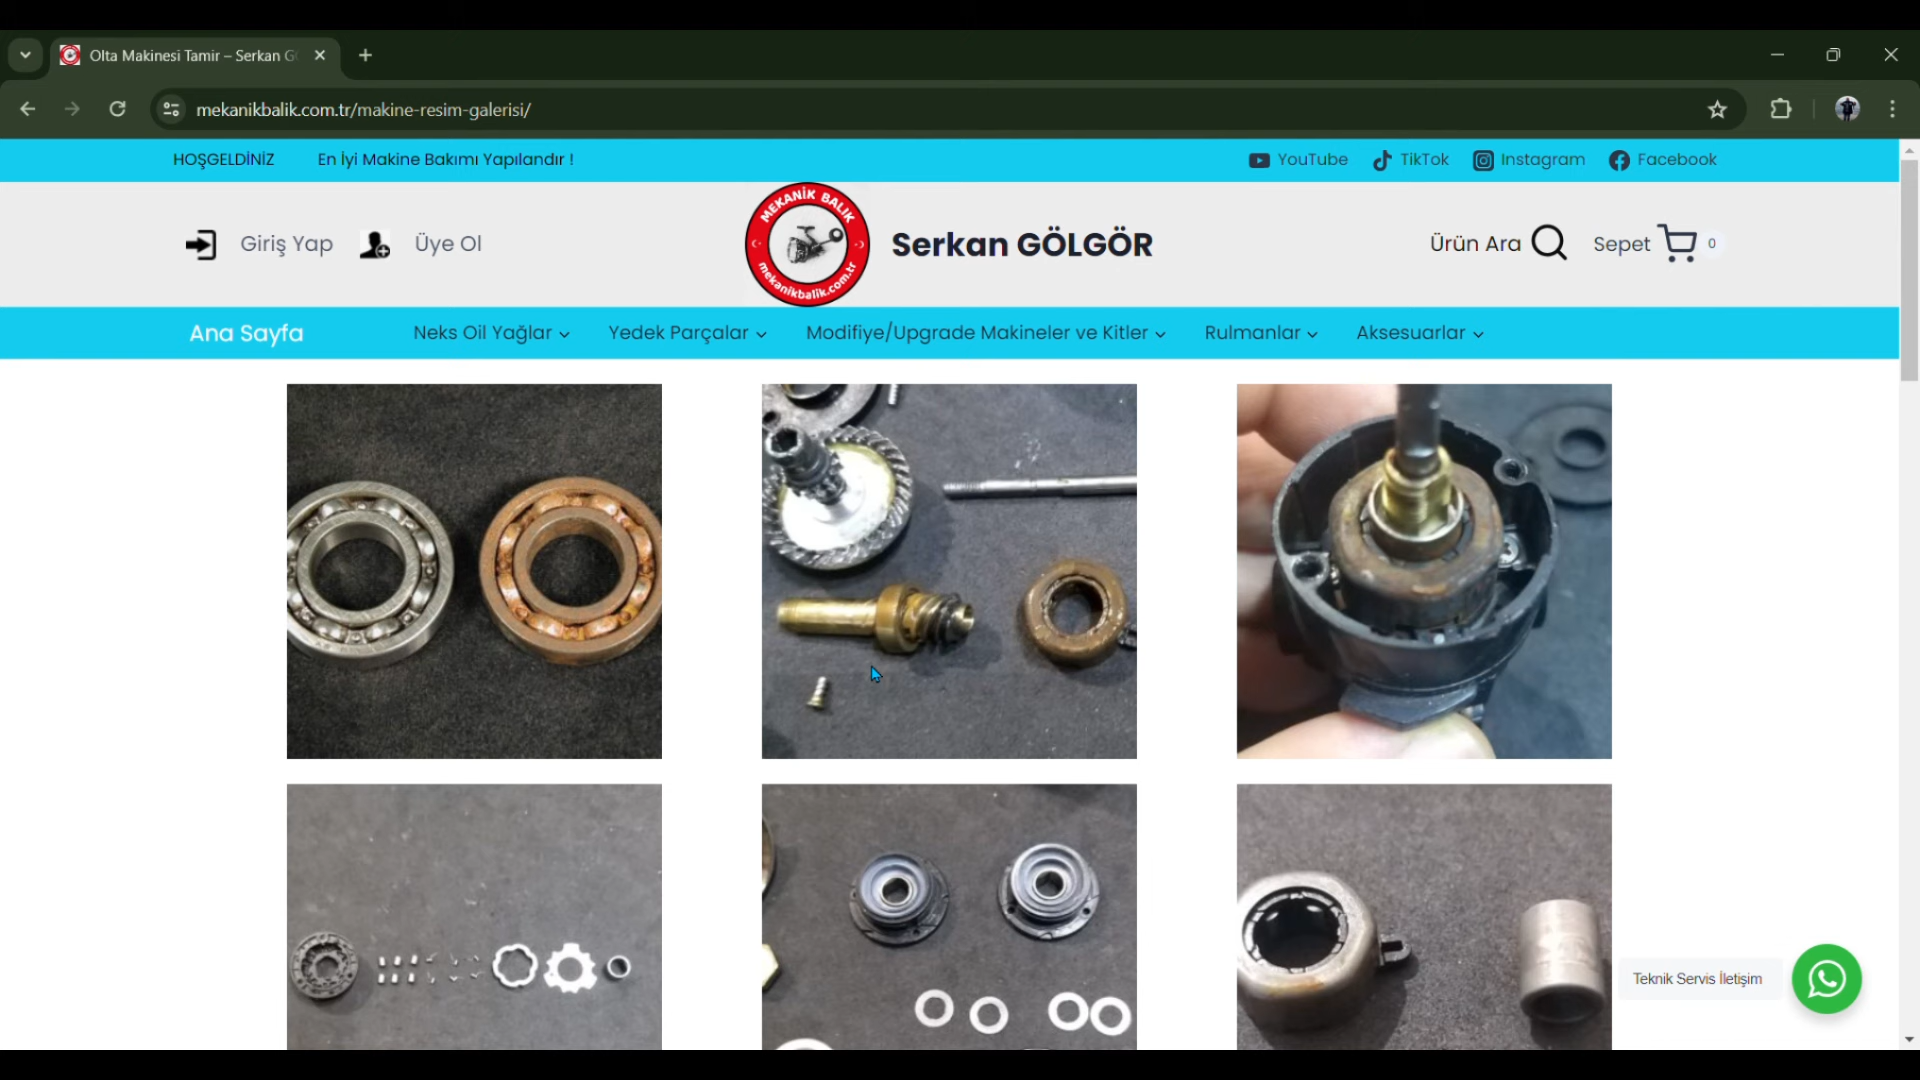 Olta Makinesi Tamir – Serkan G
mekanikbalik.com.tr/makine-resim-galerisi/
HOŞGELDİNİZ En İyi Makine Bakımı Yapılandır ! YouTube TikTok Instagram Facebook
Giriş Yap Üye Ol
MEKANİK BALIK
mekanikbalik.com.tr
Serkan GÖLGÖR
Ürün Ara Sepet 0
Ana Sayfa Neks Oil Yağlar Yedek Parçalar Modifiye/Upgrade Makineler ve Kitler Rulmanlar Aksesuarlar
Teknik Servis İletişim